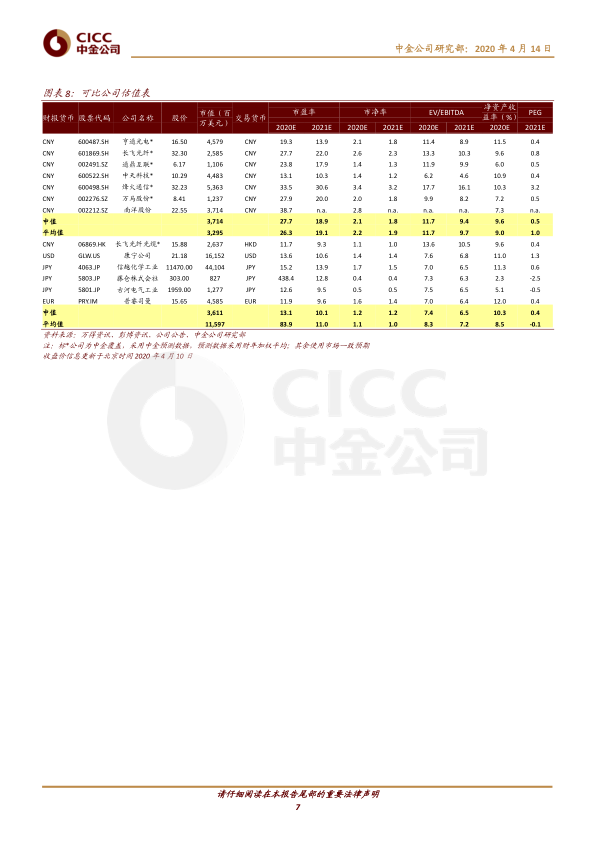 CICC
中金公司
中金公司研究部：2020 年 4 月 14 日
图表 8：可比公司估值表
财报货币 股票代码 公司名称 股价 市值（百万美元） 交易货币 市盈率 市净率 EV/EBITDA 净资产收益率（%） PEG
2020E 2021E 2020E 2021E 2020E 2021E 2020E 2021E
CNY 600487.SH 亨通光电* 16.50 4,579 CNY 19.3 13.9 2.1 1.8 11.4 8.9 11.5 0.4
CNY 601869.SH 长飞光纤* 32.30 2,585 CNY 27.7 22.0 2.6 2.3 13.3 10.3 9.6 0.8
CNY 002491.SZ 通鼎互联* 6.17 1,106 CNY 23.8 17.9 1.4 1.3 11.9 9.9 6.0 0.5
CNY 600522.SH 中天科技* 10.29 4,483 CNY 14.1 10.4 1.4 1.2 6.2 4.6 10.9 0.4
CNY 600498.SH 烽火通信* 32.23 5,363 CNY 33.5 30.6 3.4 3.2 17.7 16.1 10.3 3.2
CNY 002276.SZ 万马股份* 8.41 1,237 CNY 27.9 20.0 2.0 1.8 9.9 8.2 7.2 0.5
CNY 002212.SZ 南洋股份 22.55 3,714 CNY 38.7 n.a. 2.8 n.a. n.a. n.a. 7.3 n.a.
中值 3,714 27.7 18.9 2.1 1.8 11.7 9.4 9.6 0.5
平均值 3,295 26.3 19.1 2.2 1.9 11.7 9.7 9.0 1.0
CNY 06869.HK 长飞光纤光缆* 15.88 2,637 HKD 11.7 9.3 1.1 1.0 13.6 10.5 9.6 0.4
USD GLW.US 康宁公司 21.18 16,152 USD 13.6 10.6 1.4 1.4 7.6 6.8 11.0 1.3
JPY 4063.JP 信越化学工业 11470.00 44,104 JPY 15.2 13.9 1.7 1.5 7.0 6.5 11.3 0.6
JPY 5803.JP 藤仓株式会社 303.00 827 JPY 438.4 12.8 0.4 0.4 7.3 6.3 2.3 -2.5
JPY 5801.JP 古河电气工业 1959.00 1,277 JPY 12.6 9.5 0.5 0.5 7.5 6.5 5.1 -0.5
EUR PRY.IM 普睿司曼 15.65 4,585 EUR 11.9 9.6 1.6 1.4 7.0 6.4 12.0 0.4
中值 3,611 13.1 10.1 1.2 1.2 7.4 6.5 10.3 0.4
平均值 11,597 83.9 11.0 1.1 1.0 8.3 7.2 8.5 -0.1
资料来源：万得资讯、彭博资讯、公司公告、中金公司研究部
注：标*公司为中金覆盖，采用中金预测数据，预测数据采用财年加权平均；其余使用市场一致预期
收盘价信息更新于北京时间 2020 年 4 月 10 日
CICC
中金公司
请仔细阅读在本报告尾部的重要法律声明
7